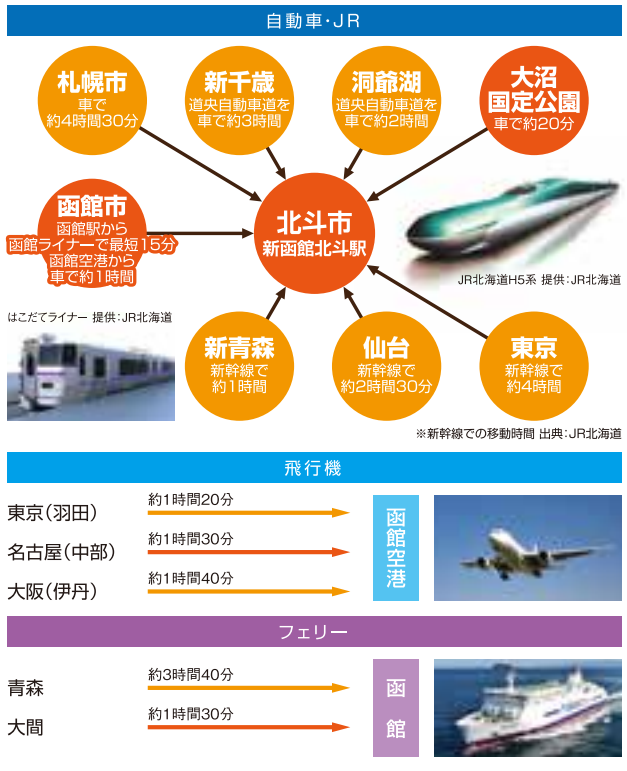 自動車・JR
札幌市
車で
約4時間30分
新千歳
道央自動車道を
車で約3時間
洞爺湖
道央自動車道を
車で約2時間
大沼
国定公園
車で約20分
函館市
函館駅から
函館ライナーで最短15分
函館空港から
車で約1時間
北斗市
新函館北斗駅
JR北海道H5系 提供：JR北海道
はこだてライナー 提供：JR北海道
新青森
新幹線で
約1時間
仙台
新幹線で
約2時間30分
東京
新幹線で
約4時間
※新幹線での移動時間 出典：JR北海道
飛行機
東京（羽田）
約1時間20分
名古屋（中部）
約1時間30分
大阪（伊丹）
約1時間40分
函館空港
フェリー
青森
約3時間40分
大間
約1時間30分
函館